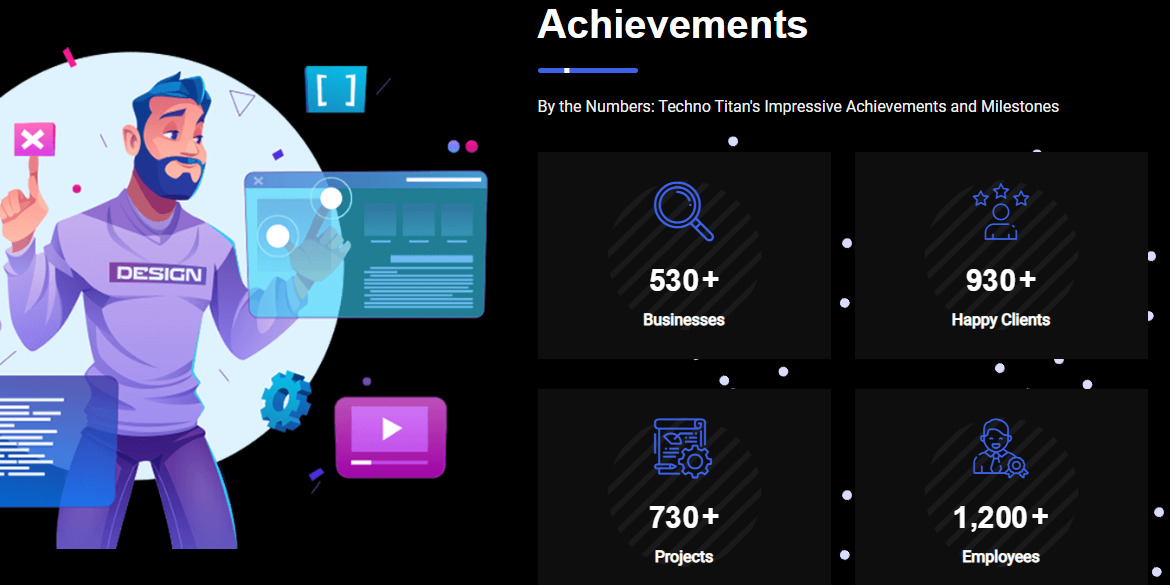 Achievements
By the Numbers: Techno Titan's Impressive Achievements and Milestones
DESIGN
530+
Businesses
930+
Happy Clients
730+
Projects
1,200+
Employees